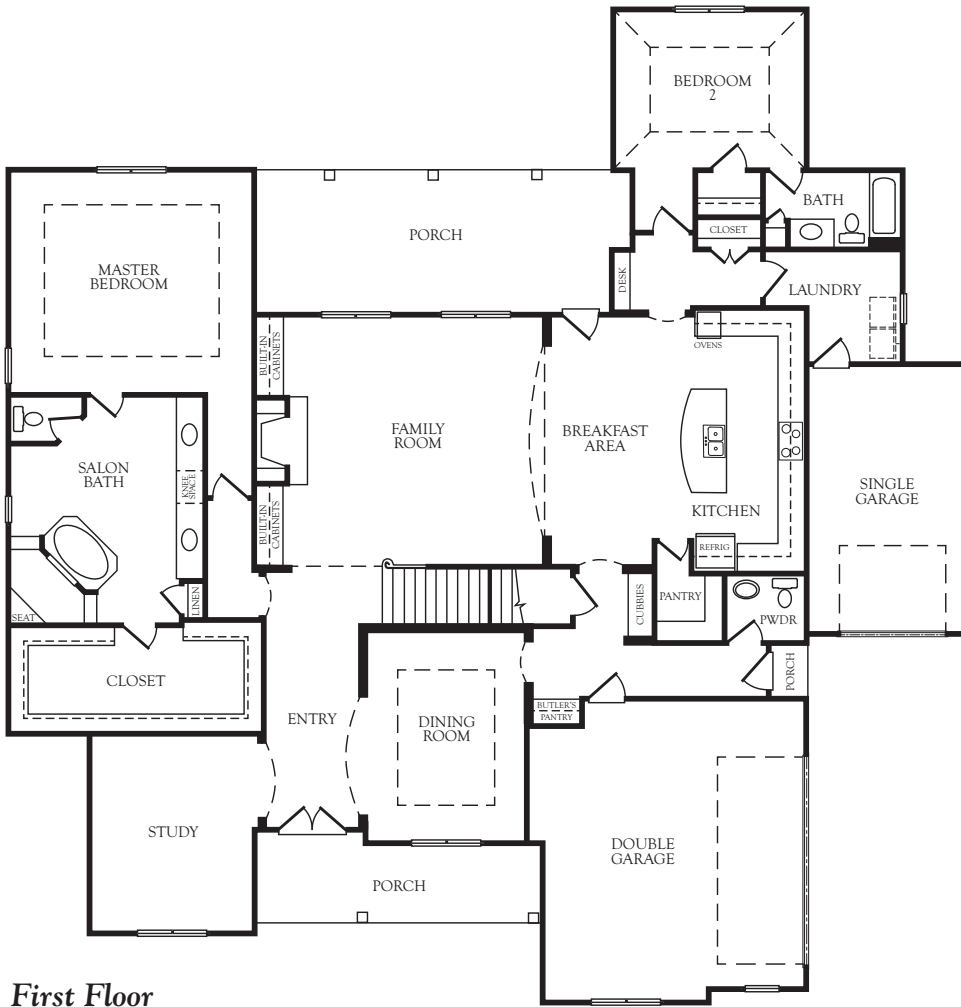 BEDROOM
2
BATH
CLOSET
PORCH
MASTER
BEDROOM
DESK
LAUNDRY
OVENS
BUILT-IN
CABINETS
FAMILY
ROOM
BREAKFAST
AREA
SALON
BATH
KNEE
SPACE
SINGLE
GARAGE
BUILT-IN
CABINETS
KITCHEN
REFRIG
LINEN
CUBBIES
PANTRY
PWDR
SEAT
PORCH
CLOSET
ENTRY
DINING
ROOM
BUTLER'S
PANTRY
STUDY
DOUBLE
GARAGE
PORCH
First Floor